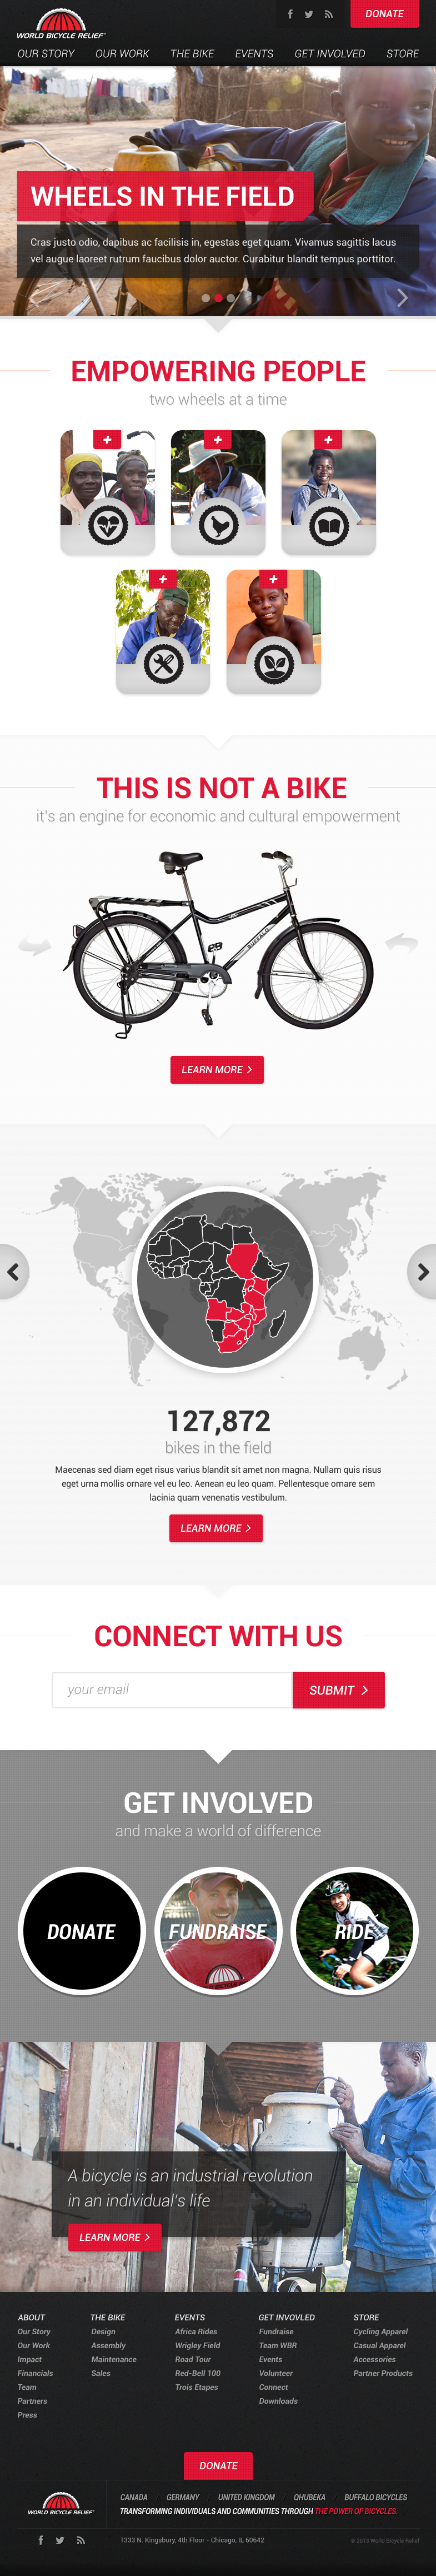 WORLD BICYCLE RELIEF
DONATE
OUR STORY
OUR WORK
THE BIKE
EVENTS
GET INVOLVED
STORE
WHEELS IN THE FIELD
Cras justo odio, dapibus ac facilisis in, egestas eget quam. Vivamus sagittis lacus
vel augue laoreet rutrum faucibus dolor auctor. Curabitur blandit tempus porttitor.
EMPOWERING PEOPLE
two wheels at a time
THIS IS NOT A BIKE
it's an engine for economic and cultural empowerment
BUFFALO
LEARN MORE
127,872
bikes in the field
Maecenas sed diam eget risus varius blandit sit amet non magna. Nullam quis risus
eget urna mollis ornare vel eu leo. Aenean eu leo quam. Pellentesque ornare sem
lacinia quam venenatis vestibulum.
LEARN MORE
CONNECT WITH US
your email
SUBMIT
GET INVOLVED
and make a world of difference
DONATE
FUNDRAISE
RIDE
A bicycle is an industrial revolution
in an individual's life
LEARN MORE
ABOUT
Our Story
Our Work
Impact
Financials
Team
Partners
Press
THE BIKE
Design
Assembly
Maintenance
Sales
EVENTS
Africa Rides
Wrigley Field
Road Tour
Red-Bell 100
Trois Etapes
GET INVOVLED
Fundraise
Team WBR
Events
Volunteer
Connect
Downloads
STORE
Cycling Apparel
Casual Apparel
Accessories
Partner Products
DONATE
WORLD BICYCLE RELIEF
CANADA
GERMANY
UNITED KINGDOM
QHUBEKA
BUFFALO BICYCLES
TRANSFORMING INDIVIDUALS AND COMMUNITIES THROUGH THE POWER OF BICYCLES.
1333 N. Kingsbury, 4th Floor - Chicago, IL 60642
© 2013 World Bicycle Relief